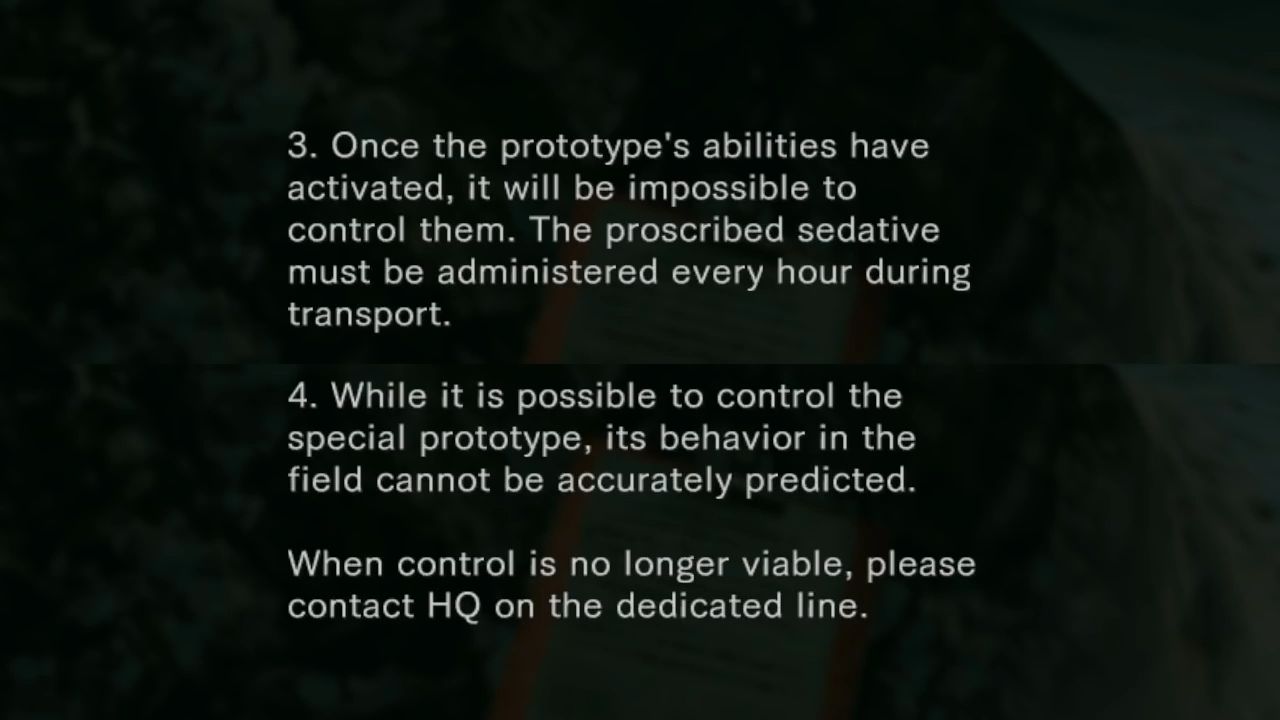 3. Once the prototype's abilities have
activated, it will be impossible to
control them. The proscribed sedative
must be administered every hour during
transport.
4. While it is possible to control the
special prototype, its behavior in the
field cannot be accurately predicted.
When control is no longer viable, please
contact HQ on the dedicated line.